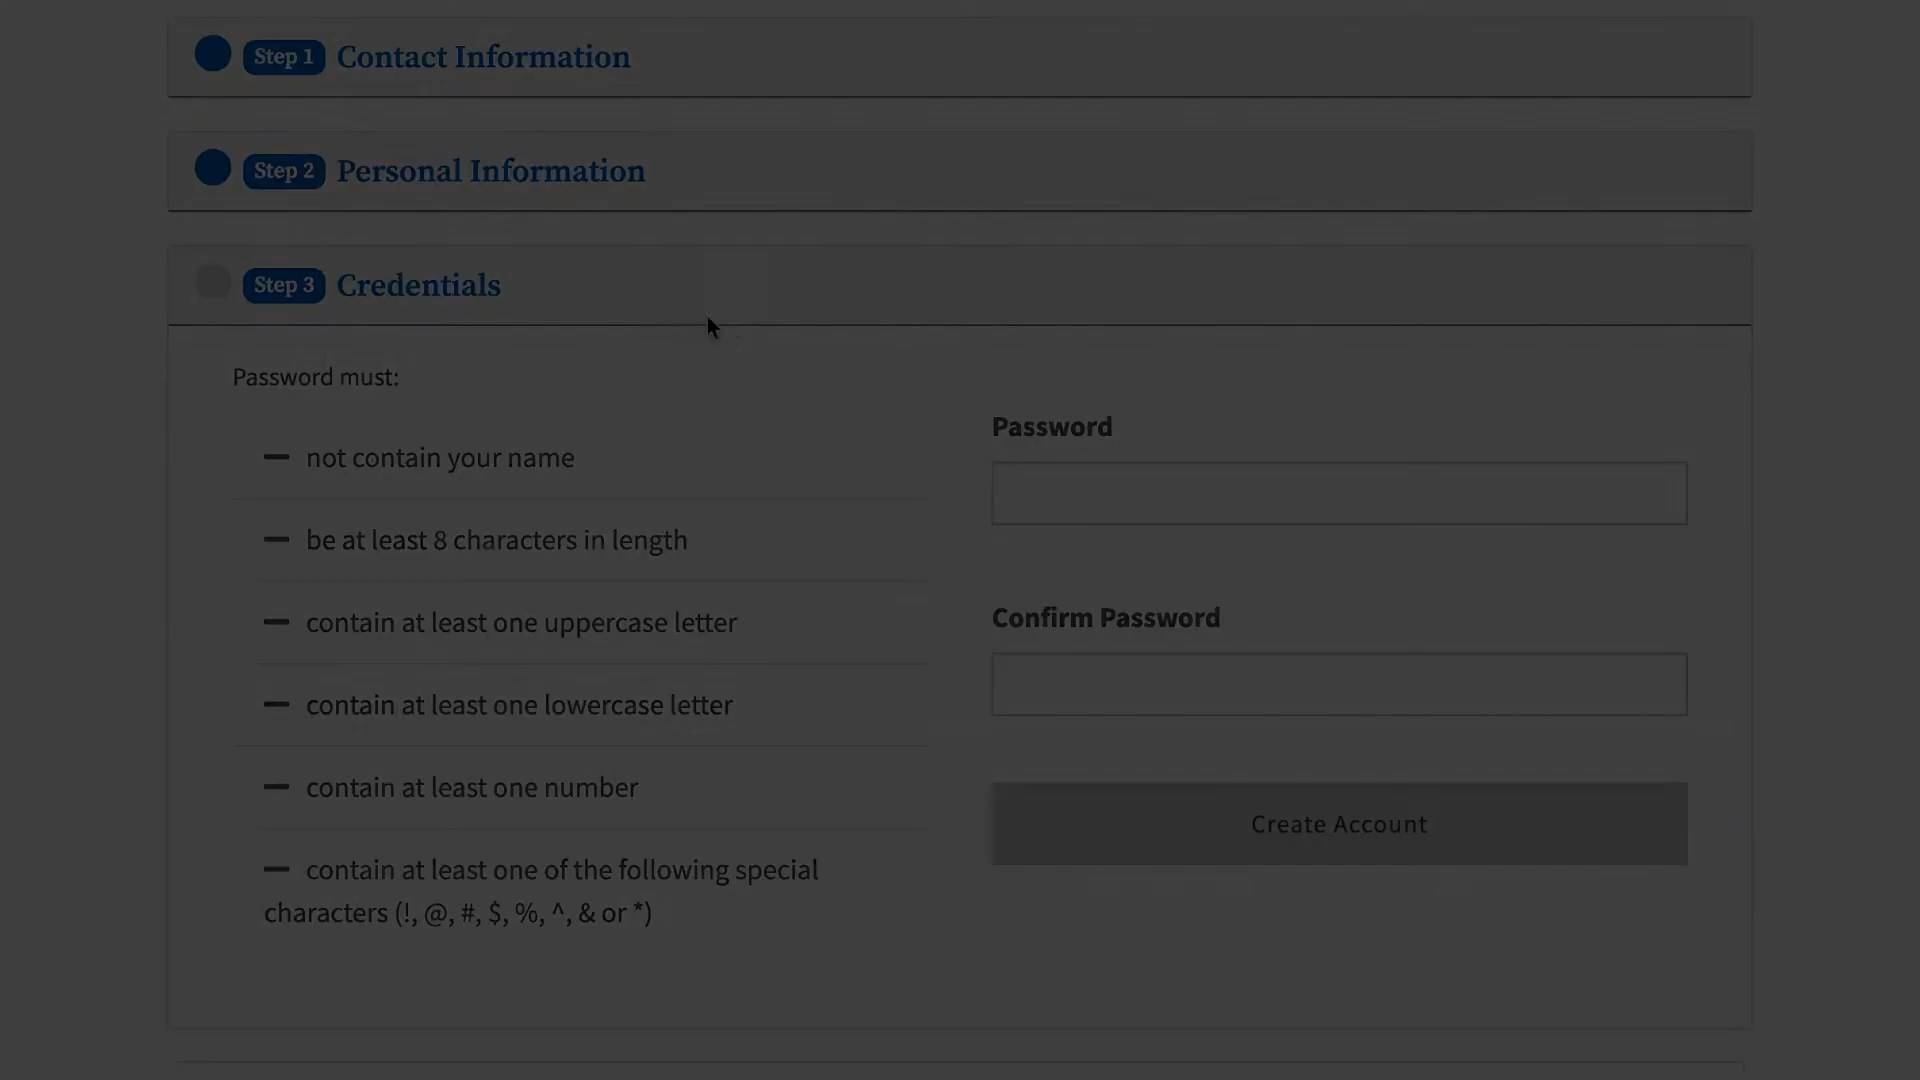 Step 1 Contact Information
Step 2 Personal Information
Step 3 Credentials
Password must:
not contain your name
be at least 8 characters in length
contain at least one uppercase letter
contain at least one lowercase letter
contain at least one number
contain at least one of the following special
characters (!, @, #, $, %, ^, & or *)
Password
Confirm Password
Create Account